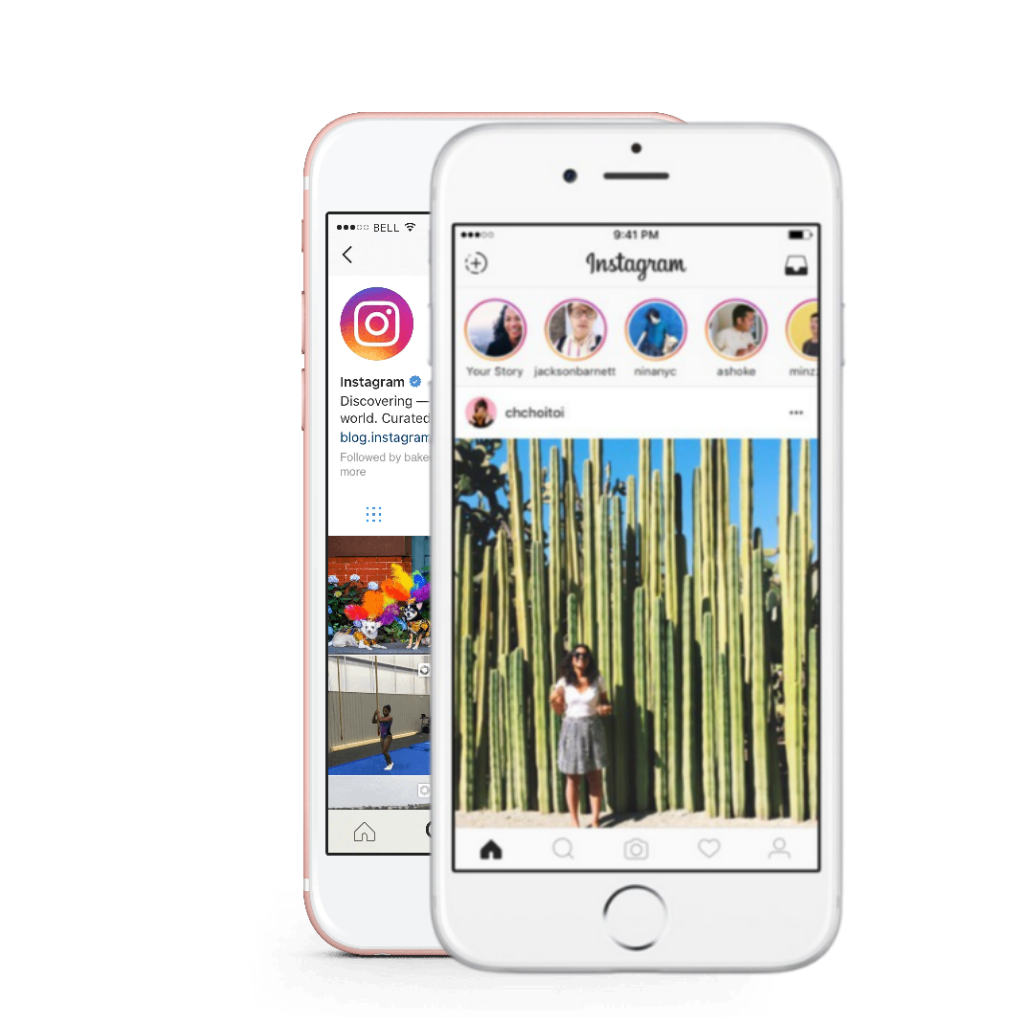 BELL
Instagram
Discovering —
world. Curated
blog.instagram
Followed by bake
more
9:41 PM
Instagram
Your Story jacksonbarnett ninanyc ashoke minz
chchoitoi